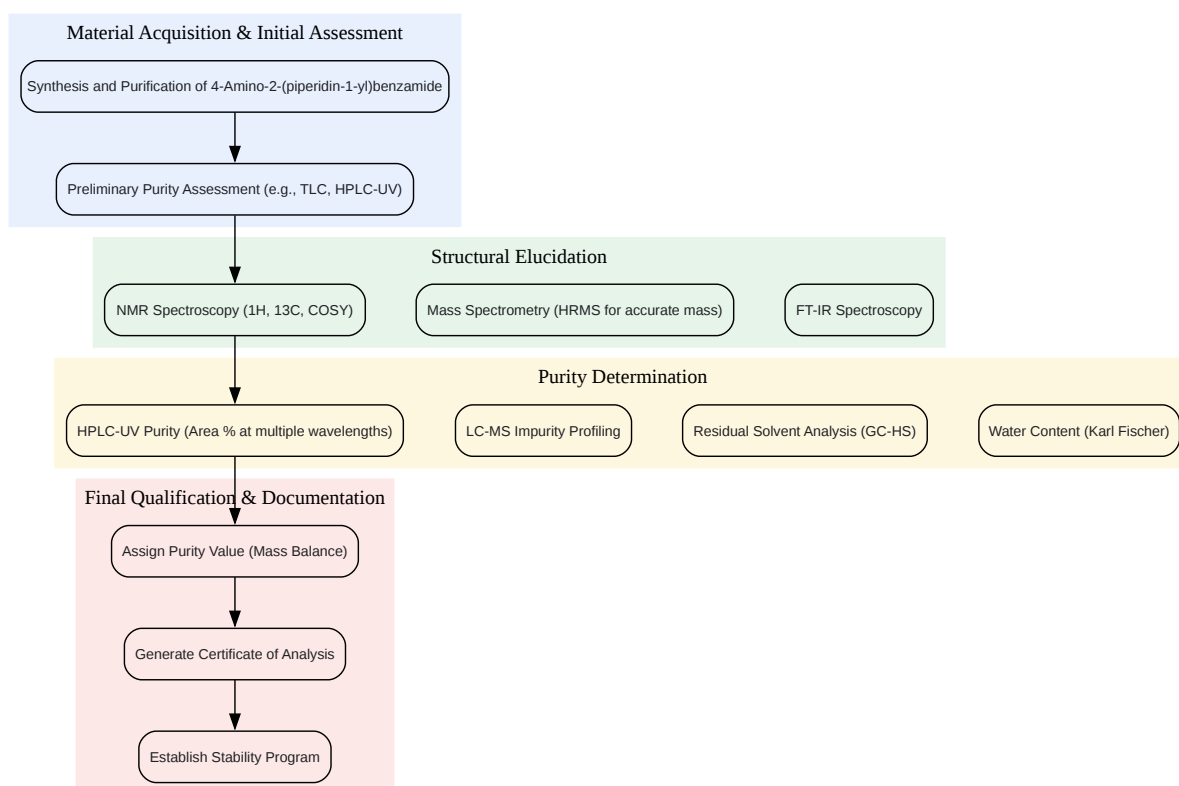 Material Acquisition & Initial Assessment
Synthesis and Purification of 4-Amino-2-(piperidin-1-yl)benzamide
Preliminary Purity Assessment (e.g., TLC, HPLC-UV)
Structural Elucidation
NMR Spectroscopy (1H, 13C, COSY)
Mass Spectrometry (HRMS for accurate mass)
FT-IR Spectroscopy
Purity Determination
HPLC-UV Purity (Area % at multiple wavelengths)
LC-MS Impurity Profiling
Residual Solvent Analysis (GC-HS)
Water Content (Karl Fischer)
Final Qualification & Documentation
Assign Purity Value (Mass Balance)
Generate Certificate of Analysis
Establish Stability Program